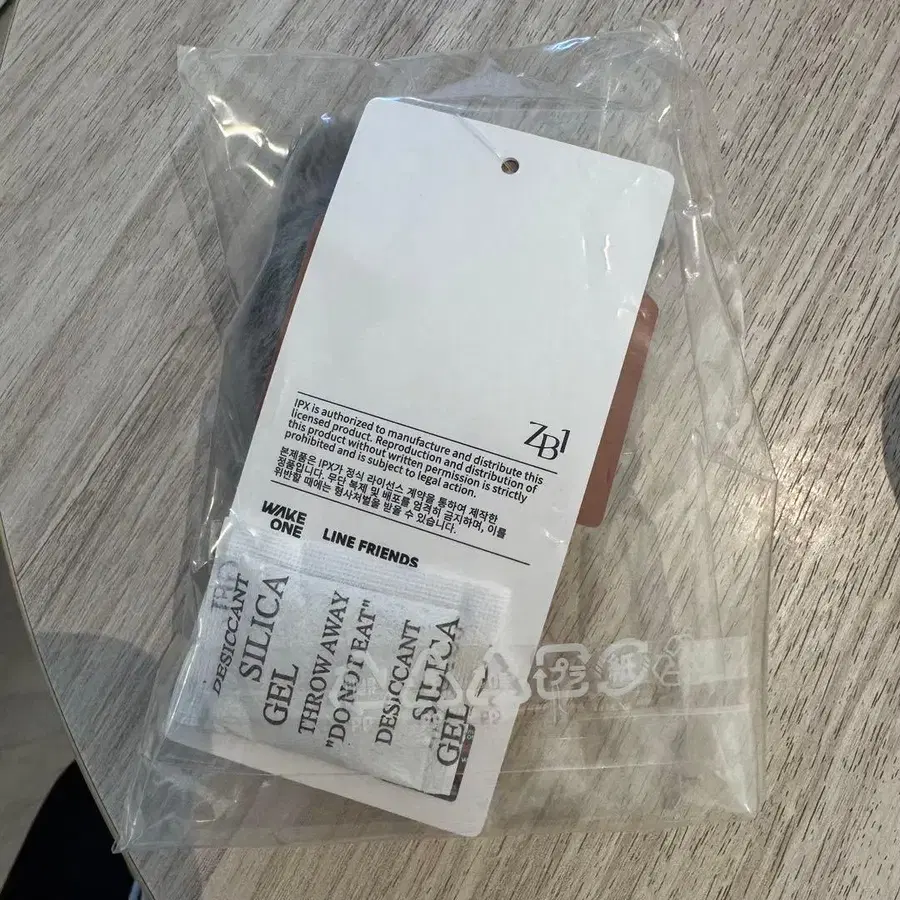 ZB1
IPX is authorized to manufacture and distribute this
licensed product. Reproduction and distribution of
this product without written permission is strictly
prohibited and is subject to legal action.
본제품은 IPX가 정식 라이선스 계약을 통하여 제작한
정품입니다. 무단 복제 및 배포를 엄격히 금지하며, 이를
위반할 때에는 형사처벌을 받을 수 있습니다.
WAKE
ONE
LINE FRIENDS
DESICCANT
SILICA
GEL
THROW AWAY
"DO NOT EAT"
DESICCANT
SILICA
GEL